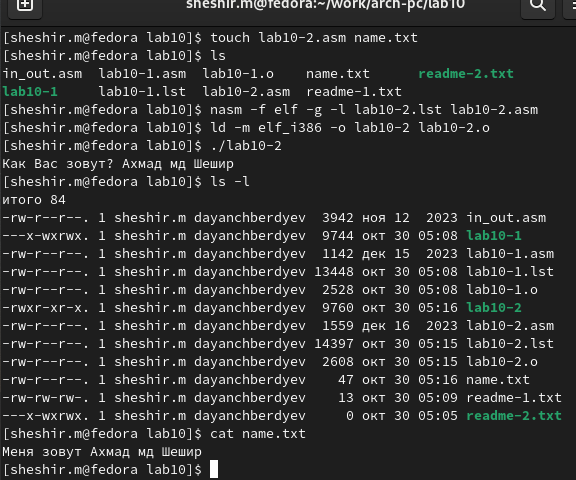 sheshir.m@fedora:~/work/arch-pc/lab10
[sheshir.m@fedora lab10]$ touch lab10-2.asm name.txt
[sheshir.m@fedora lab10]$ ls
in_out.asm  lab10-1.asm  lab10-1.o    name.txt      readme-2.txt
lab10-1     lab10-1.lst  lab10-2.asm  readme-1.txt
[sheshir.m@fedora lab10]$ nasm -f elf -g -l lab10-2.lst lab10-2.asm
[sheshir.m@fedora lab10]$ ld -m elf_i386 -o lab10-2 lab10-2.o
[sheshir.m@fedora lab10]$ ./lab10-2
Как Вас зовут? Ахмад мд Шешир
[sheshir.m@fedora lab10]$ ls -l
итого 84
-rw-r--r--. 1 sheshir.m dayanchberdyev  3942 ноя 12  2023 in_out.asm
---x-wxrwx. 1 sheshir.m dayanchberdyev  9744 окт 30 05:08 lab10-1
-rw-r--r--. 1 sheshir.m dayanchberdyev  1142 дек 15  2023 lab10-1.asm
-rw-r--r--. 1 sheshir.m dayanchberdyev 13448 окт 30 05:08 lab10-1.lst
-rw-r--r--. 1 sheshir.m dayanchberdyev  2528 окт 30 05:08 lab10-1.o
-rwxr-xr-x. 1 sheshir.m dayanchberdyev  9760 окт 30 05:16 lab10-2
-rw-r--r--. 1 sheshir.m dayanchberdyev  1559 дек 16  2023 lab10-2.asm
-rw-r--r--. 1 sheshir.m dayanchberdyev 14397 окт 30 05:15 lab10-2.lst
-rw-r--r--. 1 sheshir.m dayanchberdyev  2608 окт 30 05:15 lab10-2.o
-rw-r--r--. 1 sheshir.m dayanchberdyev    47 окт 30 05:16 name.txt
-rw-rw-rw-. 1 sheshir.m dayanchberdyev    13 окт 30 05:09 readme-1.txt
---x-wxrwx. 1 sheshir.m dayanchberdyev     0 окт 30 05:05 readme-2.txt
[sheshir.m@fedora lab10]$ cat name.txt
Меня зовут Ахмад мд Шешир
[sheshir.m@fedora lab10]$